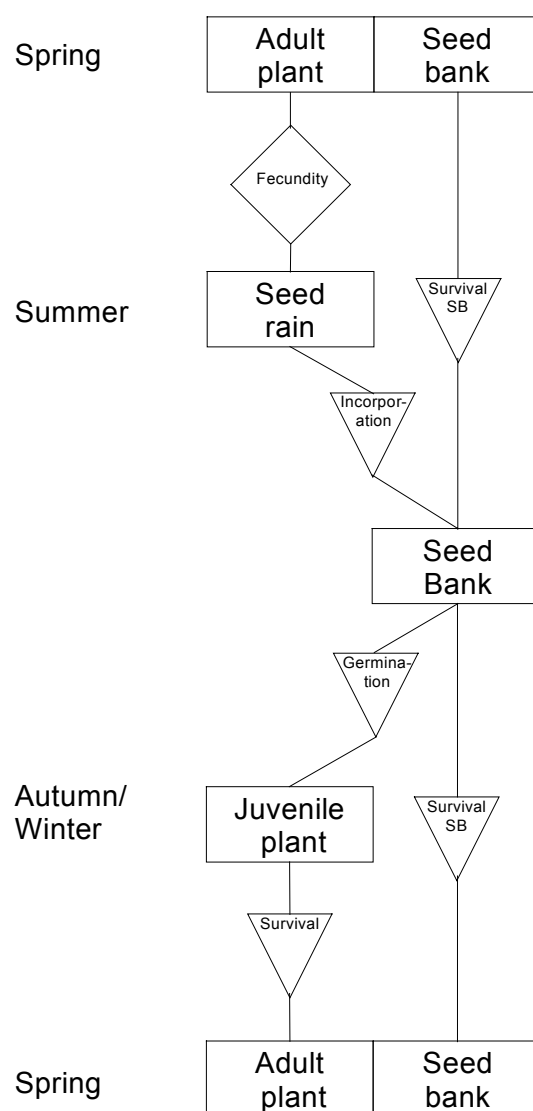 Spring
Adult
plant
Seed
bank
Fecundity
Summer
Seed
rain
Survival
SB
Incorpor-
ation
Seed
Bank
Germina-
tion
Autumn/
Winter
Juvenile
plant
Survival
SB
Survival
Spring
Adult
plant
Seed
bank